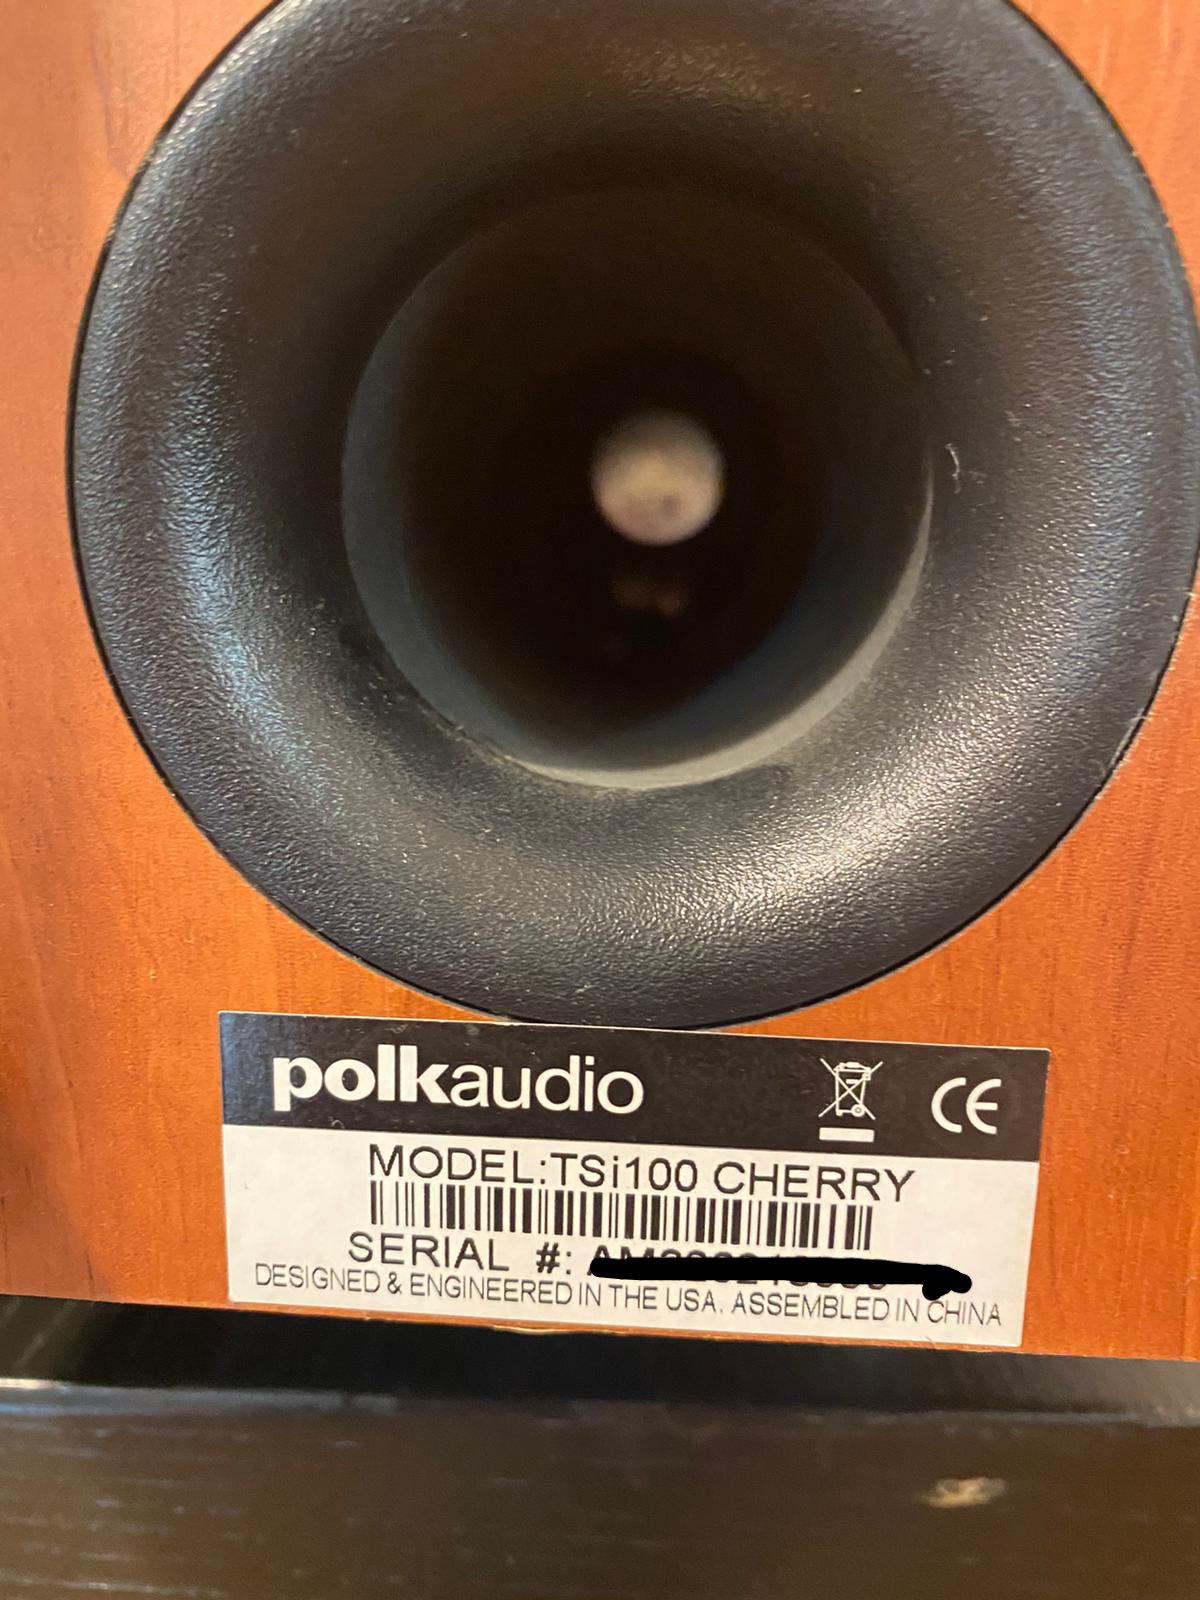 polkaudio
CE
MODEL:TSi100 CHERRY
SERIAL #:
DESIGNED & ENGINEERED IN THE USA. ASSEMBLED IN CHINA